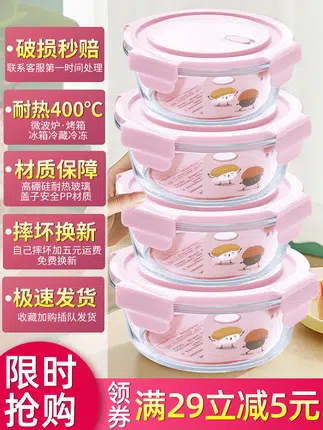 破损秒赔
联系客服第一时间处理
耐热400℃
微波炉·烤箱
冰箱冷藏冷冻
材质保障
高硼硅耐热玻璃
盖子安全PP材质
摔坏换新
自己摔坏加五元运费
免费换新
极速发货
收藏加购插队发货
限时
抢购
领券
满29立减5元